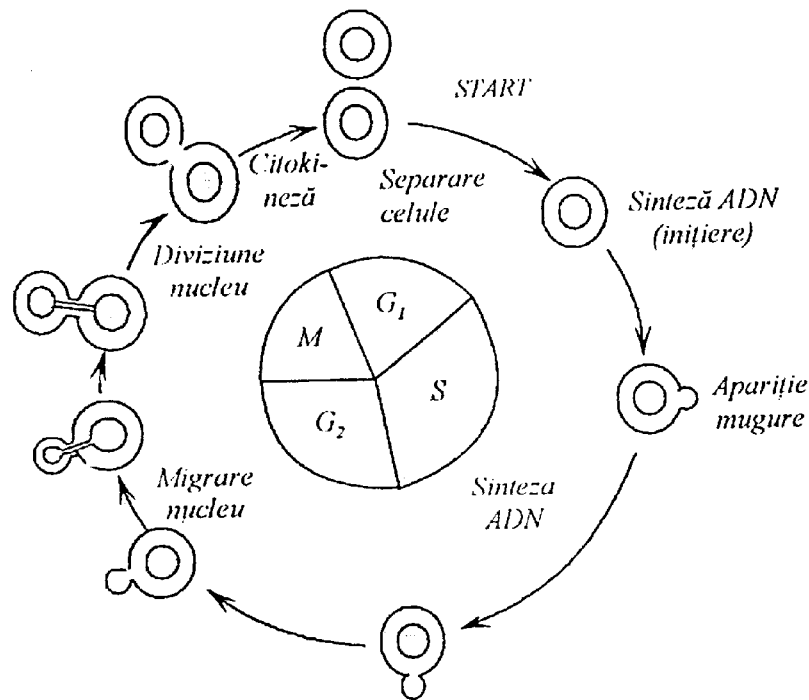 START
Citoki-
neză
Separare
celule
Sinteză ADN
(inițiere)
Diviziune
nucleu
G1
M
S
G2
Apariție
mugure
Migrare
nucleu
Sinteza
ADN